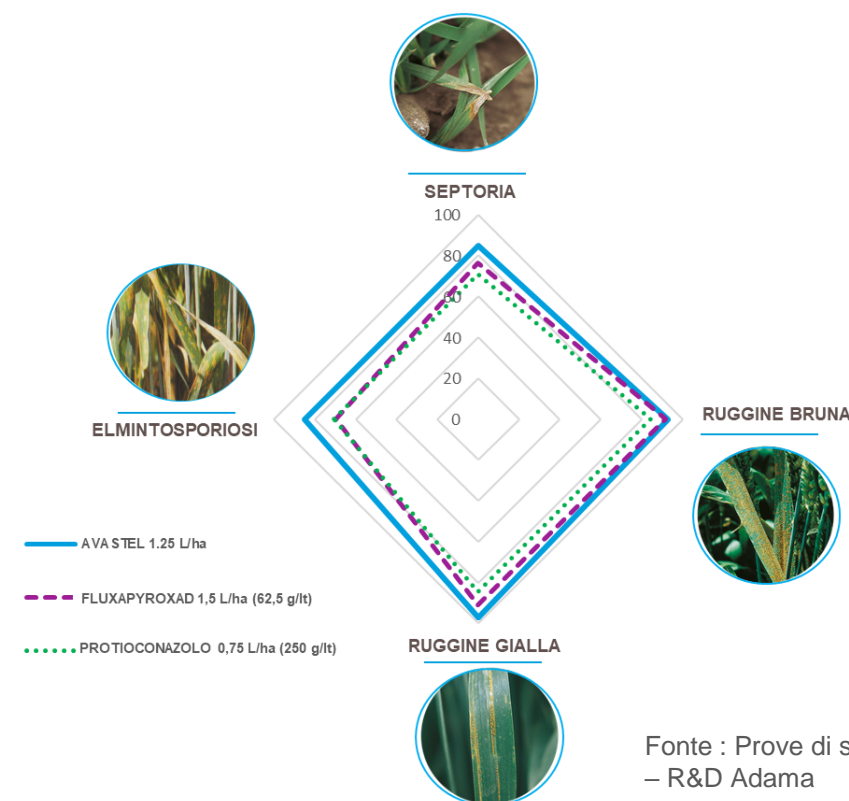 SEPTORIA
100
80
60
40
20
0
ELMINTOSPORIOSI
RUGGINE BRUNA
AVASTEL 1.25 L/ha
FLUXAPYROXAD 1,5 L/ha (62,5 g/lt)
PROTIOCONAZOLO 0,75 L/ha (250 g/lt)
RUGGINE GIALLA
Fonte : Prove di
– R&D Adama